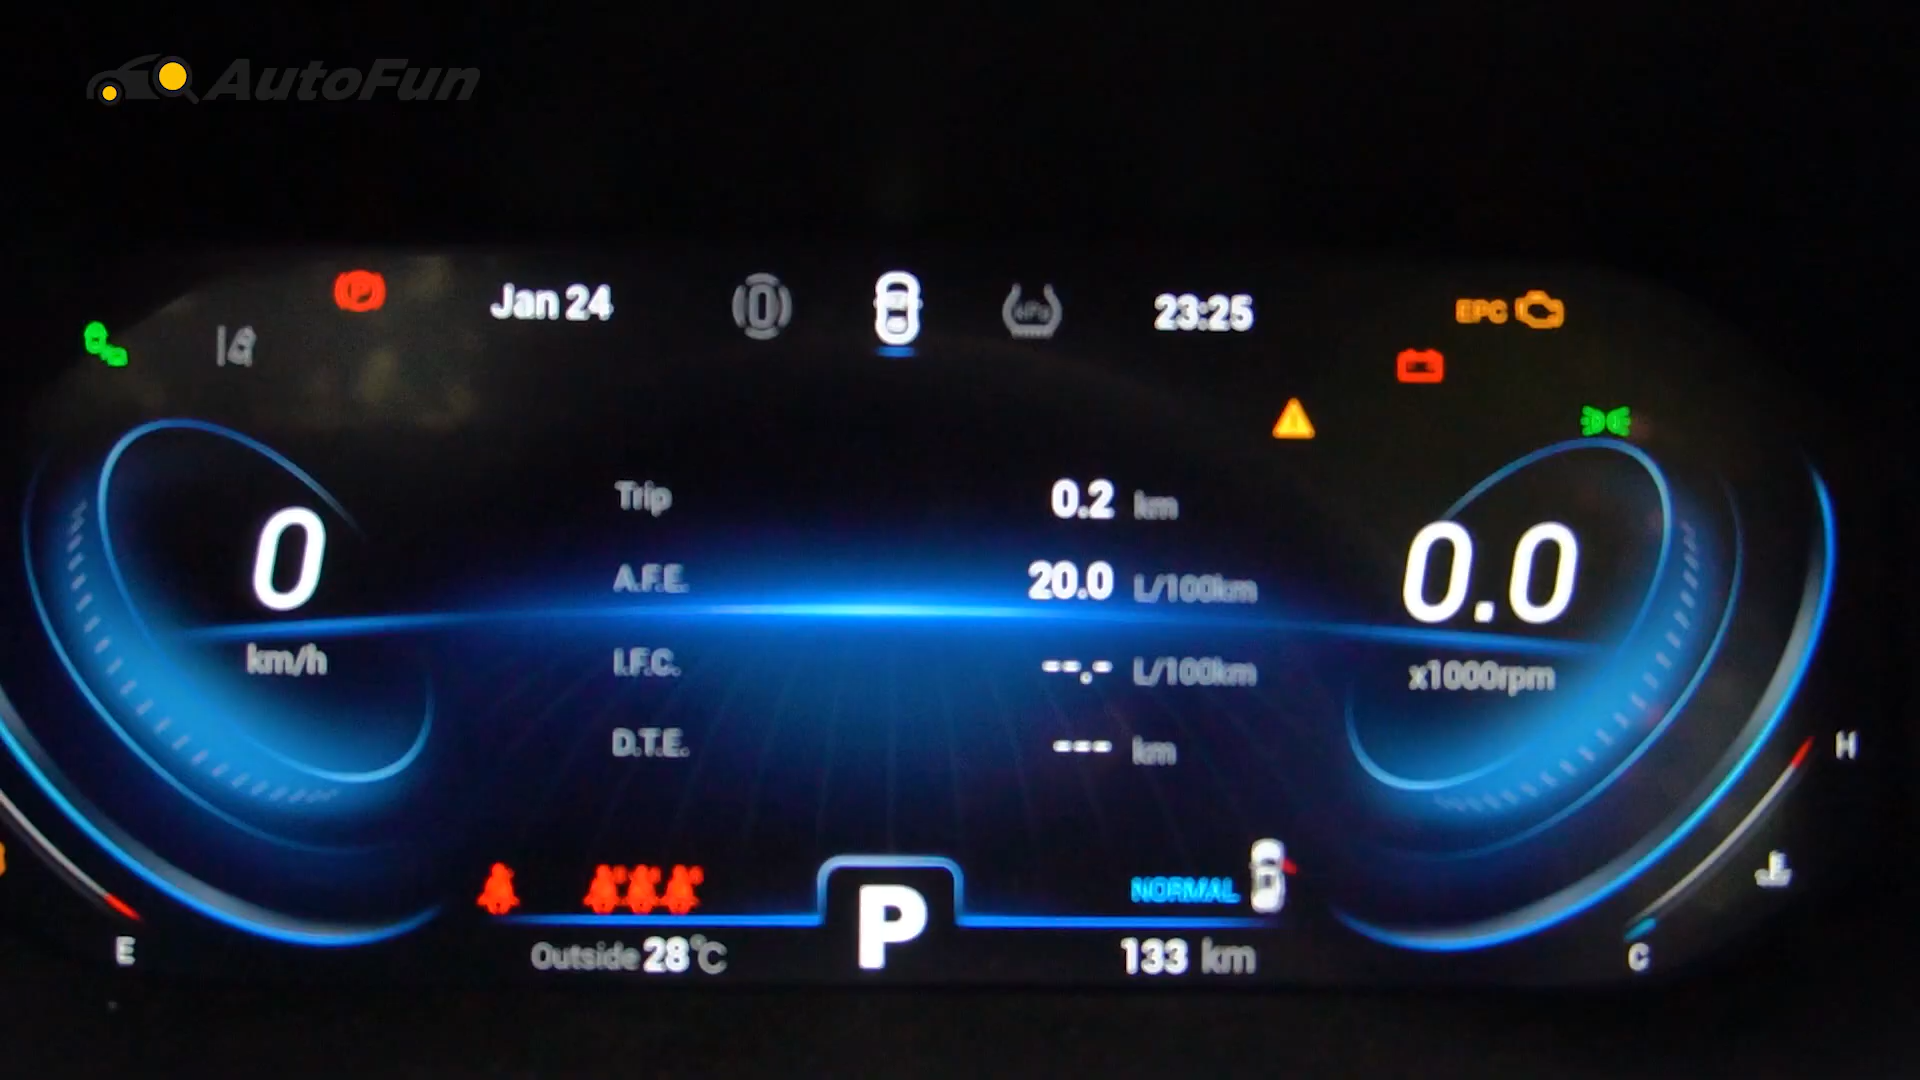 AutoFun
Jan 24
23:25
EPC
Trip 0.2 km
A.F.E. 20.0 L/100km
I.F.C. --.- L/100km
D.T.E. --- km
0
km/h
0.0
x1000rpm
H
C
E
NORMAL
P
Outside 28°C
133 km